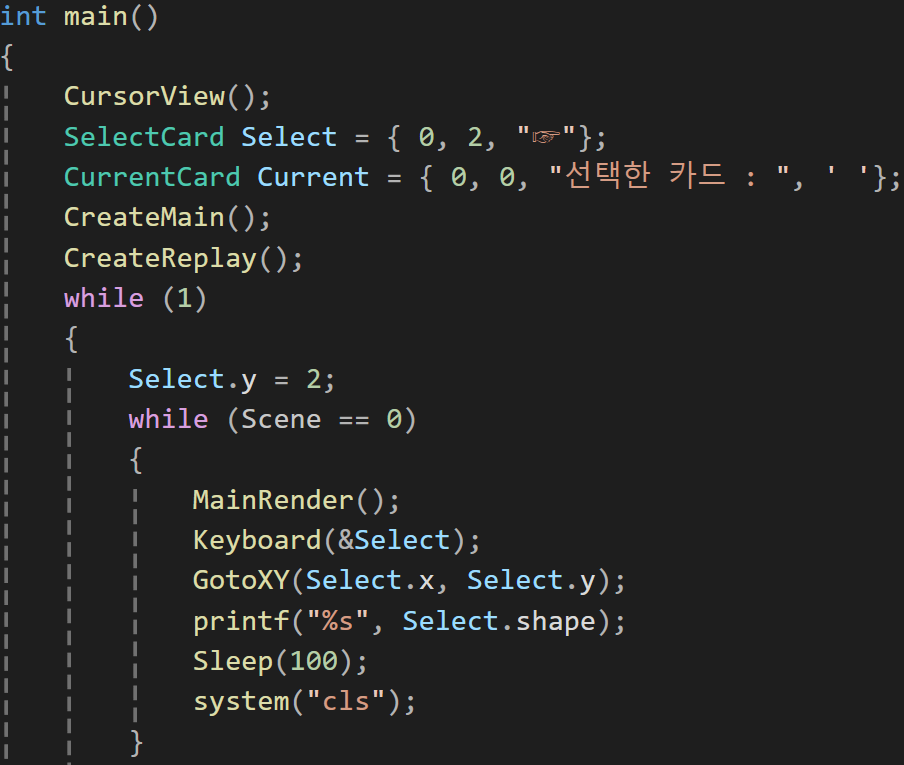 int main()
{
CursorView();
SelectCard Select = { 0, 2, "☞"};
CurrentCard Current = { 0, 0, "선택한 카드 : ", ' '};
CreateMain();
CreateReplay();
while (1)
{
Select.y = 2;
while (Scene == 0)
{
MainRender();
Keyboard(&Select);
GotoXY(Select.x, Select.y);
printf("%s", Select.shape);
Sleep(100);
system("cls");
}